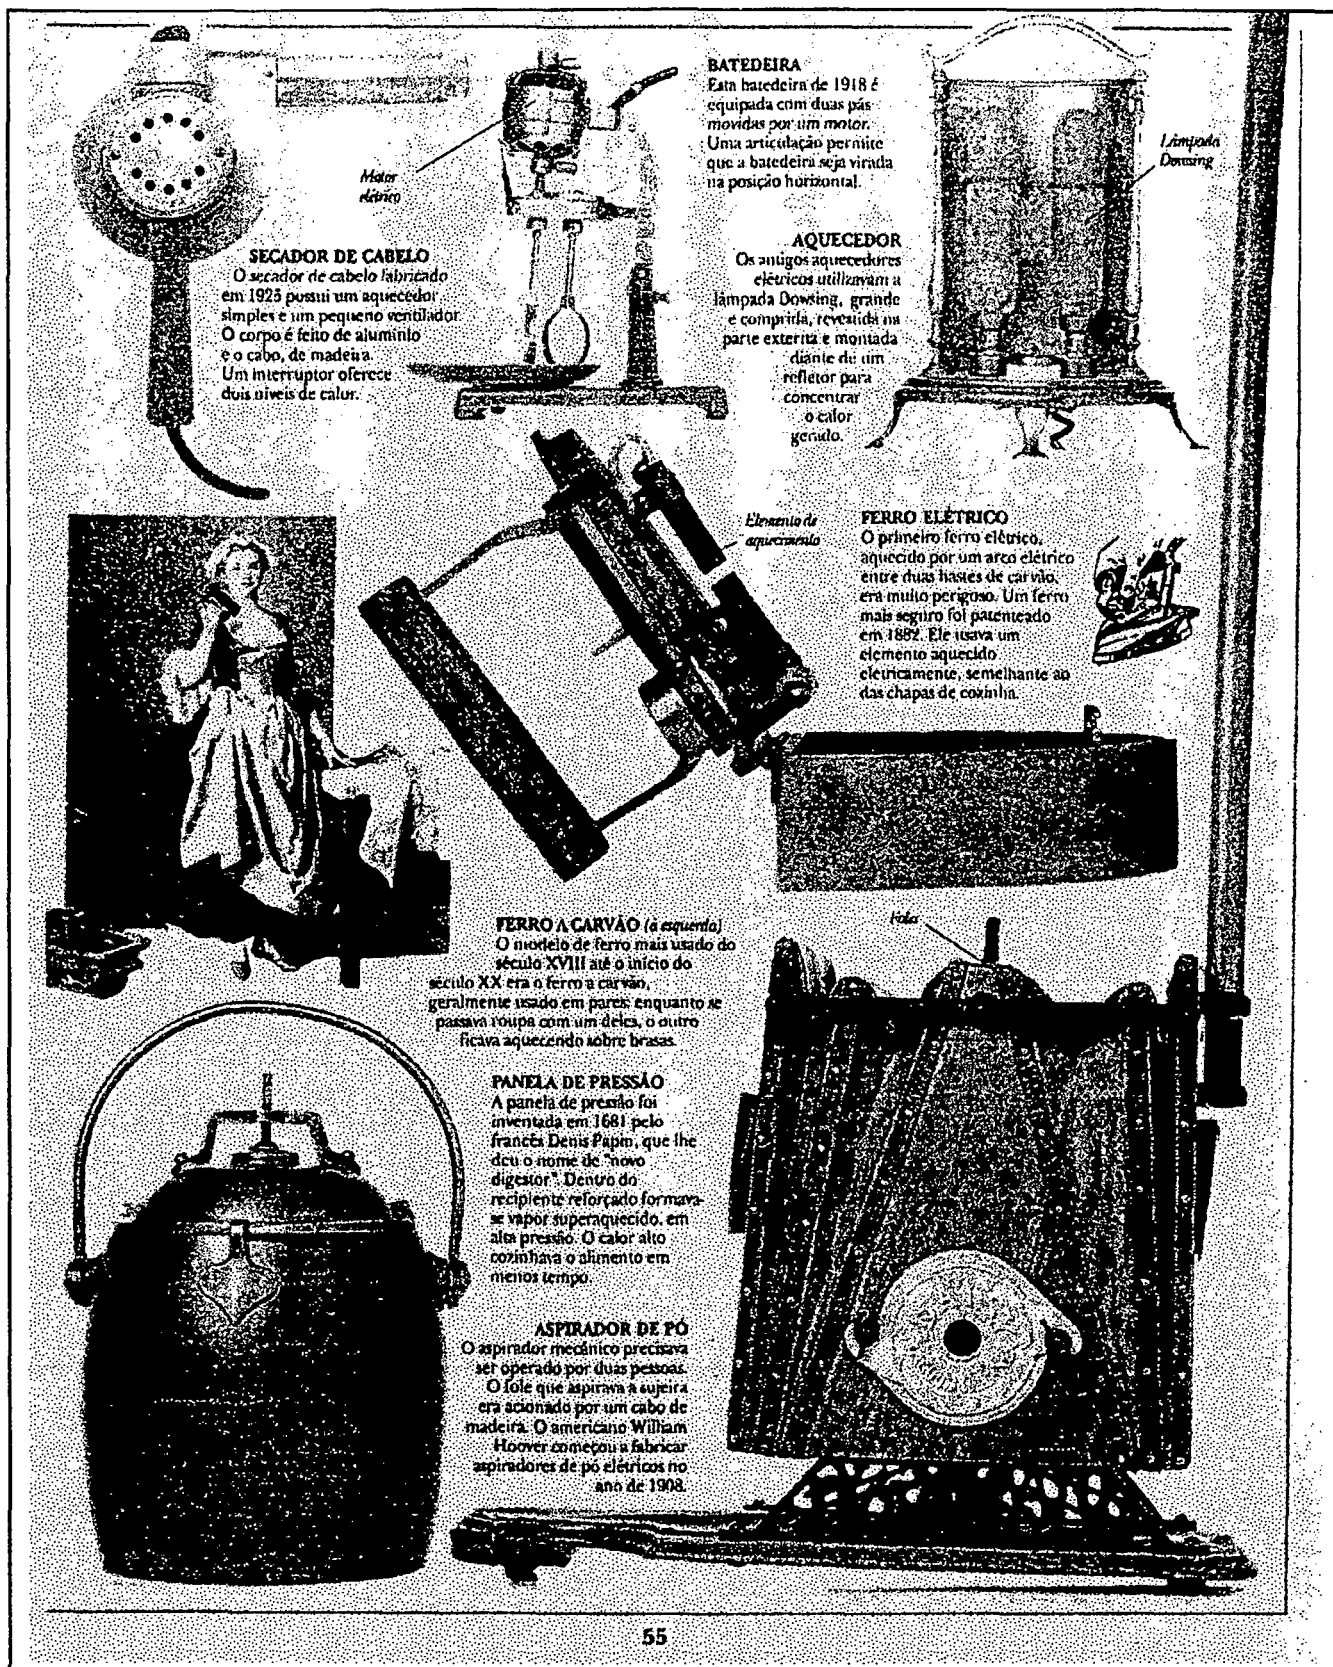 BATEDEIRA
Esta batedeira de 1918 é
equipada com duas pás
movidas por um motor.
Uma articulação permite
que a batedeira seja virada
na posição horizontal.
Motor
elétrico
Lâmpada
Dowsing
SECADOR DE CABELO
O secador de cabelo fabricado
em 1925 possui um aquecedor
simples e um pequeno ventilador.
O corpo é feito de alumínio
e o cabo, de madeira.
Um interruptor oferece
dois níveis de calor.
AQUECEDOR
Os antigos aquecedores
elétricos utilizavam a
lâmpada Dowsing, grande
e comprida, revestida na
parte externa e montada
diante de um
refletor para
concentrar
o calor
gerado.
Elemento de
aquecimento
FERRO ELÉTRICO
O primeiro ferro elétrico,
aquecido por um arco elétrico
entre duas hastes de carvão,
era muito perigoso. Um ferro
mais seguro foi patenteado
em 1882. Ele usava um
elemento aquecido
eletricamente, semelhante ao
das chapas de cozinha.
FERRO A CARVÃO (à esquerda)
O modelo de ferro mais usado do
século XVIII até o início do
século XX era o ferro a carvão,
geralmente usado em pares: enquanto se
passava roupa com um deles, o outro
ficava aquecendo sobre brasas.
Fole
PANELA DE PRESSÃO
A panela de pressão foi
inventada em 1681 pelo
francês Denis Papin, que lhe
deu o nome de "novo
digestor". Dentro do
recipiente reforçado formava-
se vapor superaquecido, em
alta pressão. O calor alto
cozinhava o alimento em
menos tempo.
ASPIRADOR DE PÓ
O aspirador mecânico precisava
ser operado por duas pessoas.
O fole que aspirava a sujeira
era acionado por um cabo de
madeira. O americano William
Hoover começou a fabricar
aspiradores de pó elétricos no
ano de 1908.
55